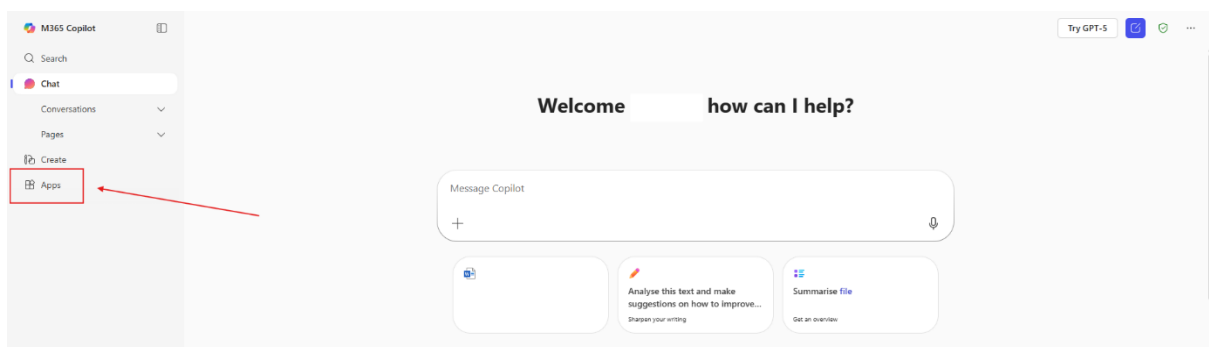 M365 Copilot
Try GPT-5
Search
Chat
Conversations
Pages
Create
Apps
Welcome how can I help?
Message Copilot
Analyse this text and make
suggestions on how to improve...
Sharpen your writing
Summarise file
Get an overview